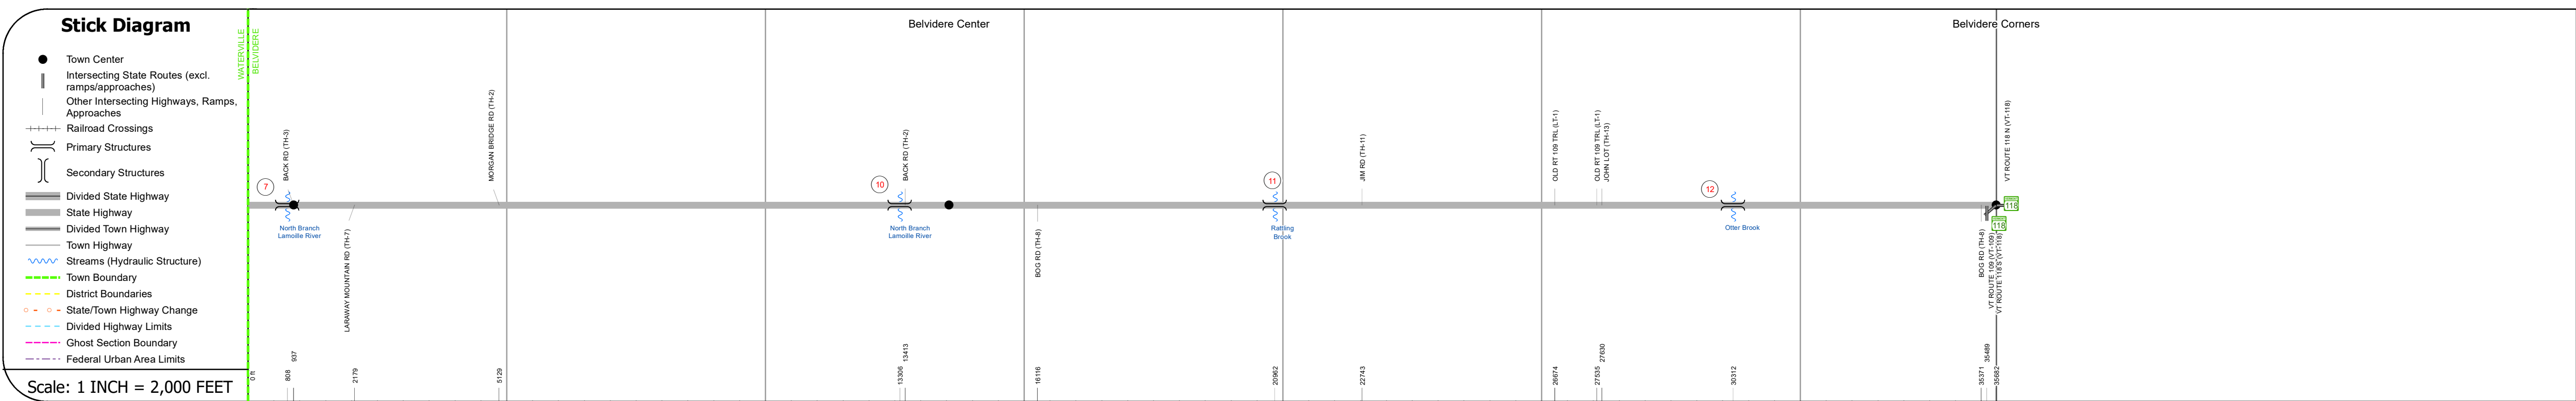 Stick Diagram
Town Center
Intersecting State Routes (excl.
ramps/approaches)
Other Intersecting Highways, Ramps,
Approaches
Railroad Crossings
Primary Structures
Secondary Structures
Divided State Highway
State Highway
Divided Town Highway
Town Highway
Streams (Hydraulic Structure)
Town Boundary
District Boundaries
State/Town Highway Change
Divided Highway Limits
Ghost Section Boundary
Federal Urban Area Limits
Scale: 1 INCH = 2,000 FEET
WATERVILLE
BELVIDERE
Belvidere Center
Belvidere Corners
BACK RD (TH-3)
7
North Branch
Lamoille River
LARAWAY MOUNTAIN RD (TH-7)
MORGAN BRIDGE RD (TH-2)
10
BACK RD (TH-2)
North Branch
Lamoille River
BOG RD (TH-8)
11
Rattling
Brook
JIM RD (TH-11)
OLD RT 109 TRL (LT-1)
OLD RT 109 TRL (LT-1)
JOHN LOT (TH-13)
12
Otter Brook
VT ROUTE 118 N (VT-118)
118
118
BOG RD (TH-8)
VT ROUTE 109 (VT-109)
VT ROUTE 118 S (VT-118)
0 ft
808
937
2179
5129
13306
13413
16116
20962
22743
26674
27535
27630
30312
35371
35489
35682